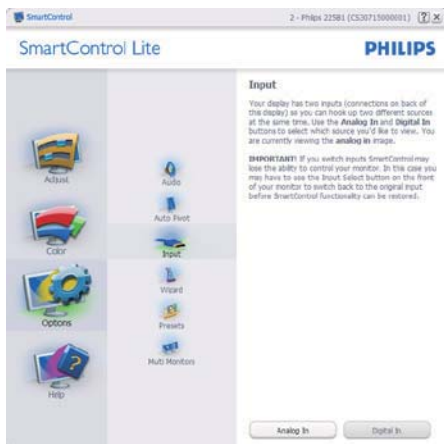 SmartControl
2 - Philips 225B1 (CS30715000001)
SmartControl Lite
PHILIPS
Adjust
Color
Options
Help
Audio
Auto Pivot
Input
Wizard
Presets
Multi Monitors
Input
Your display has two inputs (connections on back of
this display) so you can hook up two different sources
at the same time. Use the Analog In and Digital In
buttons to select which source you'd like to view. You
are currently viewing the analog in image.
IMPORTANT! If you switch inputs SmartControl may
lose the ability to control your monitor. In this case you
may have to use the Input Select button on the front
of your monitor to switch back to the original input
before SmartControl functionality can be restored.
Analog In
Digital In